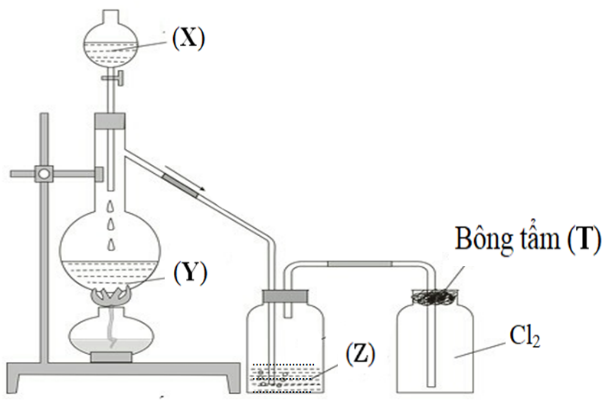 (X)
Bông tẩm (T)
(Y)
Cl₂
(Z)